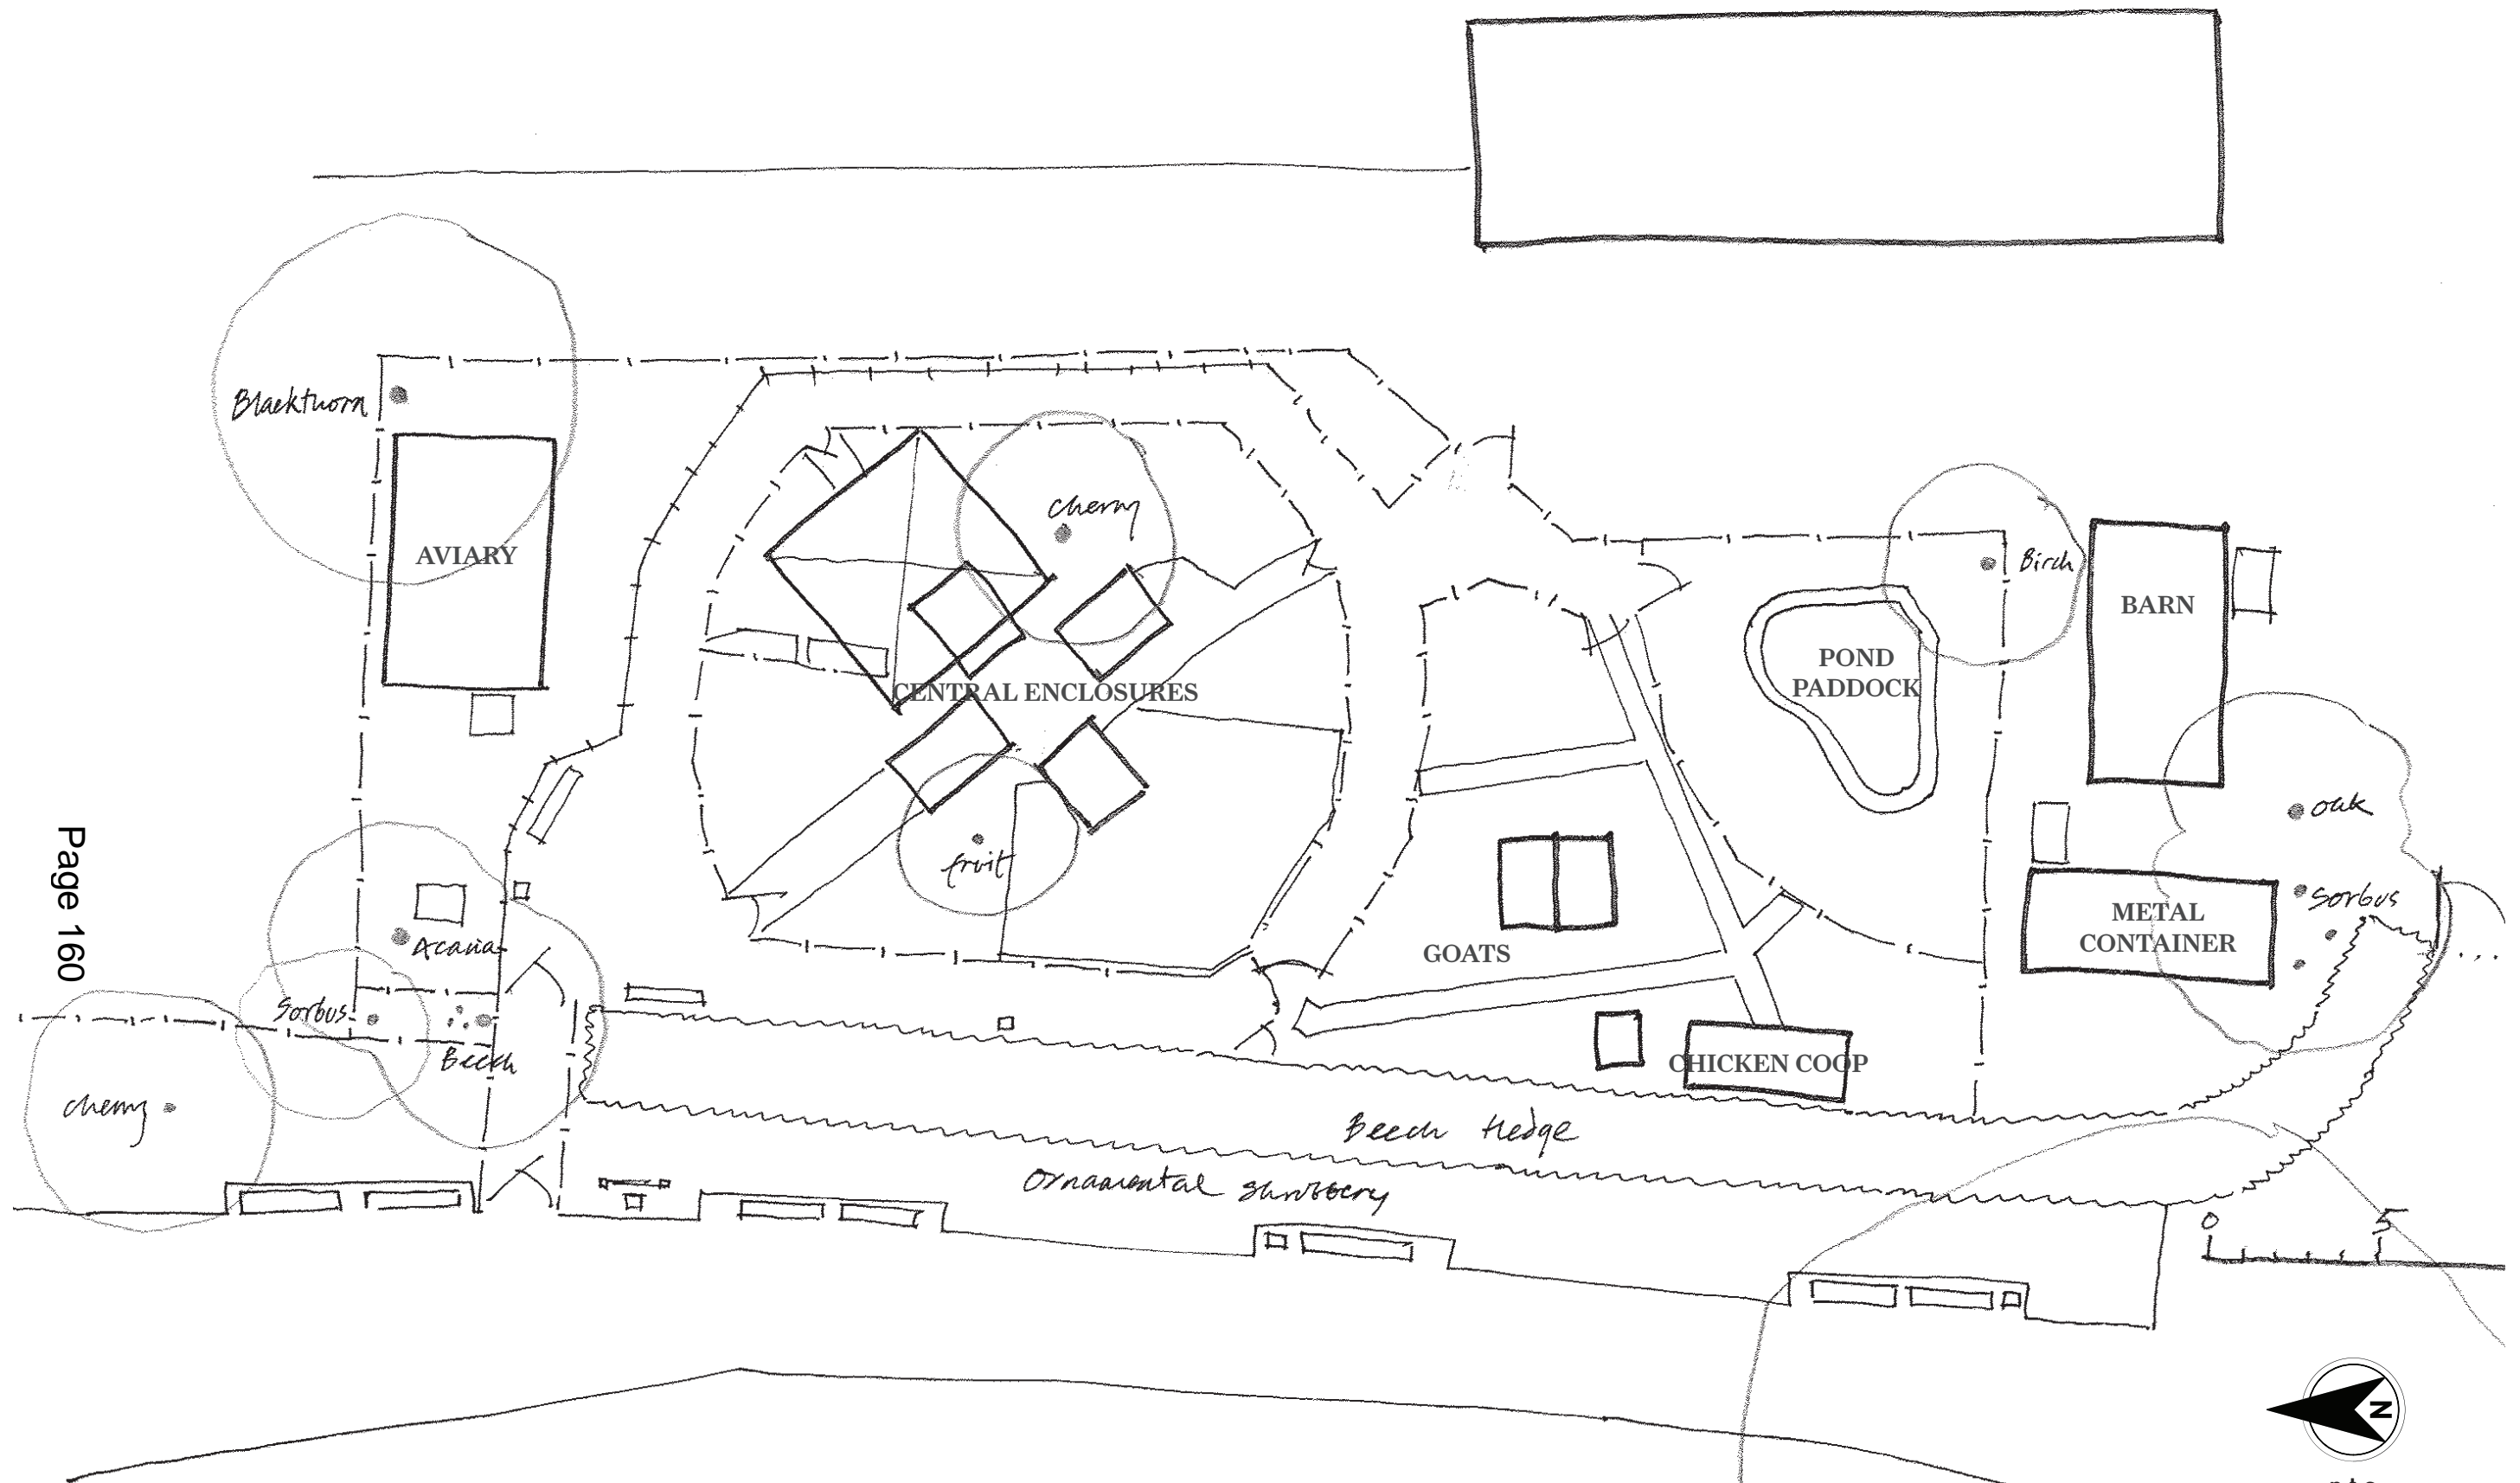 Blackthorn
cherry
AVIARY
Birch
BARN
POND
PADDOCK
CENTRAL ENCLOSURES
oak
fruit
Sorbus
METAL
CONTAINER
Page 160
Acacia
GOATS
Sorbus
Beech
CHICKEN COOP
cherry
Beech Hedge
Ornamental shrubbery
0 5
N